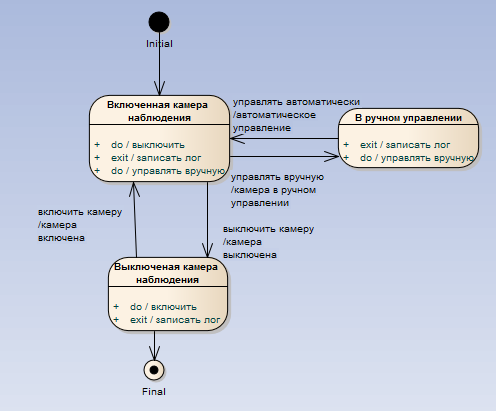 Initial
Включенная камера
наблюдения
+ do / выключить
+ exit / записать лог
+ do / управлять вручную
управлять автоматически
/автоматическое
управление
В ручном управлении
+ exit / записать лог
+ do / управлять вручную
управлять вручную
/камера в ручном
управлении
включить камеру
/камера
включена
выключить камеру
/камера
выключена
Выключеная камера
наблюдения
+ do / включить
+ exit / записать лог
Final